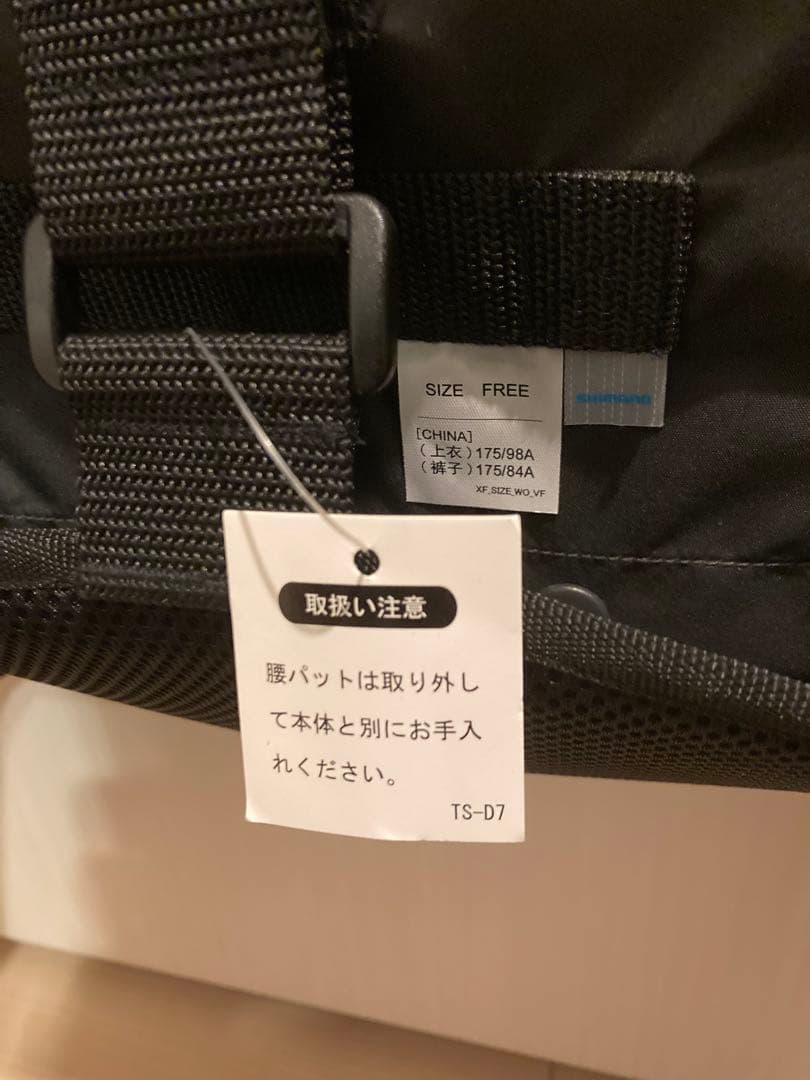 SIZE FREE
SHIMANO
[CHINA]
(上衣)175/98A
(裤子)175/84A
XF_SIZE_WO_VF
取扱い注意
腰パットは取り外し
て本体と別にお手入
れください。
TS-D7